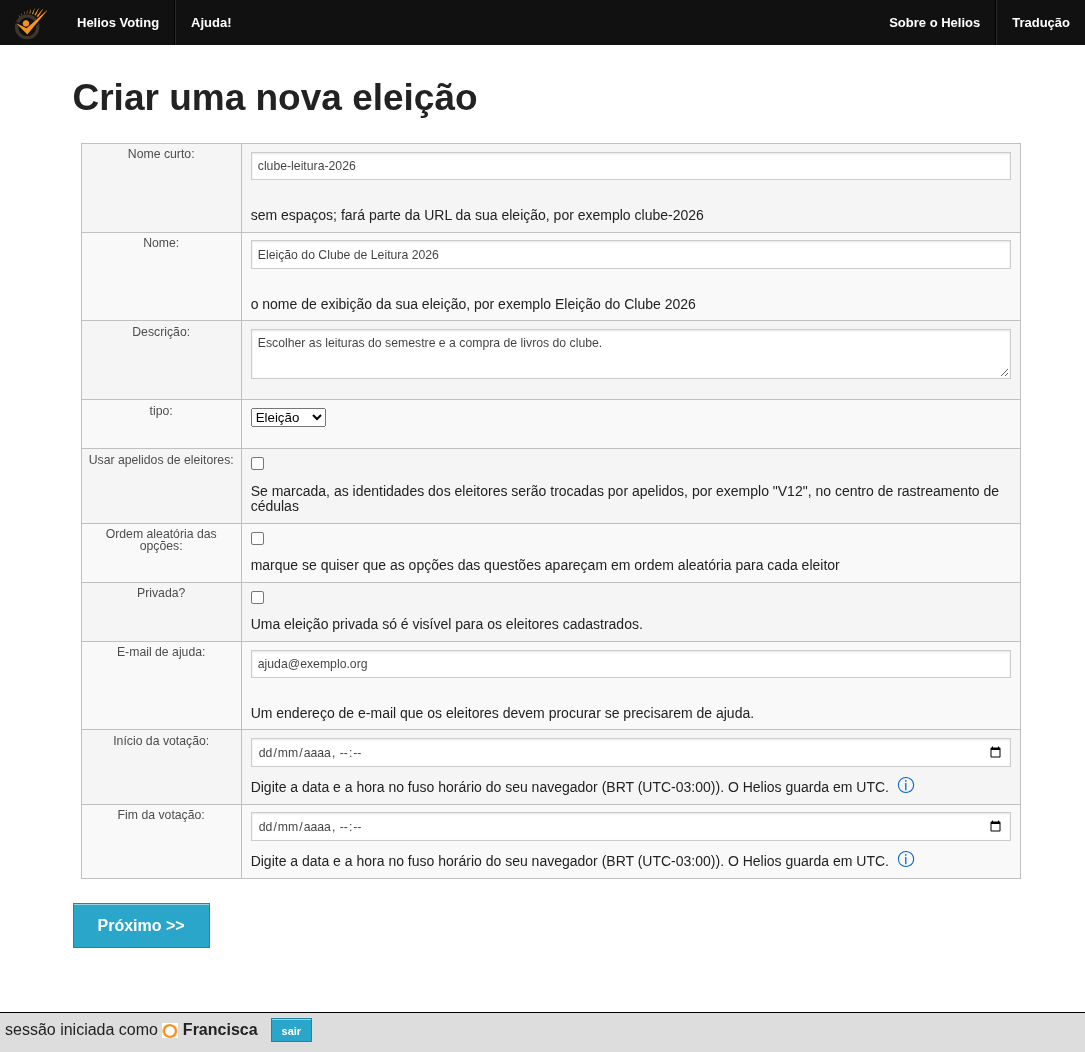 Helios Voting
Ajuda!
Sobre o Helios
Tradução
Criar uma nova eleição
Nome curto:
clube-leitura-2026
sem espaços; fará parte da URL da sua eleição, por exemplo clube-2026
Nome:
Eleição do Clube de Leitura 2026
o nome de exibição da sua eleição, por exemplo Eleição do Clube 2026
Descrição:
Escolher as leituras do semestre e a compra de livros do clube.
tipo:
Eleição
Usar apelidos de eleitores:
Se marcada, as identidades dos eleitores serão trocadas por apelidos, por exemplo "V12", no centro de rastreamento de
cédulas
Ordem aleatória das
opções:
marque se quiser que as opções das questões apareçam em ordem aleatória para cada eleitor
Privada?
Uma eleição privada só é visível para os eleitores cadastrados.
E-mail de ajuda:
ajuda@exemplo.org
Um endereço de e-mail que os eleitores devem procurar se precisarem de ajuda.
Início da votação:
dd/mm/aaaa, --:--
Digite a data e a hora no fuso horário do seu navegador (BRT (UTC-03:00)). O Helios guarda em UTC. ⓘ
Fim da votação:
dd/mm/aaaa, --:--
Digite a data e a hora no fuso horário do seu navegador (BRT (UTC-03:00)). O Helios guarda em UTC. ⓘ
Próximo >>
sessão iniciada como Francisca sair